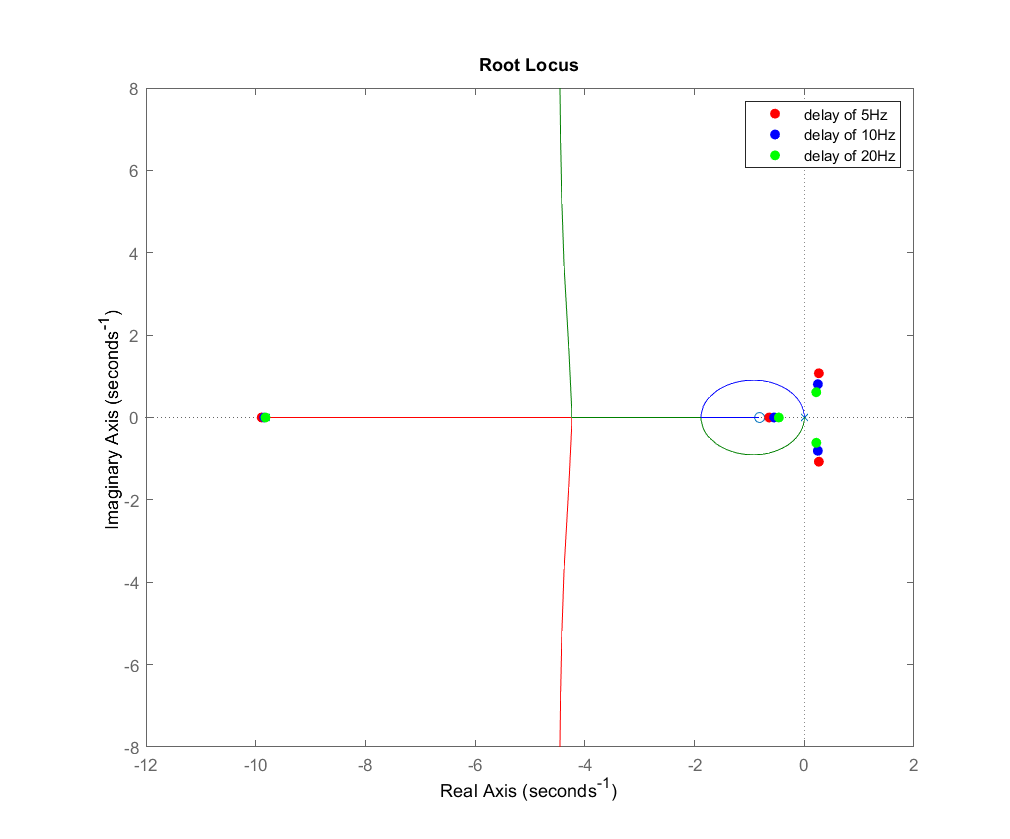 Root Locus
delay of 5Hz
delay of 10Hz
delay of 20Hz
8
6
4
2
0
-2
-4
-6
-8
Imaginary Axis (seconds⁻¹)
-12 -10 -8 -6 -4 -2 0 2
Real Axis (seconds⁻¹)